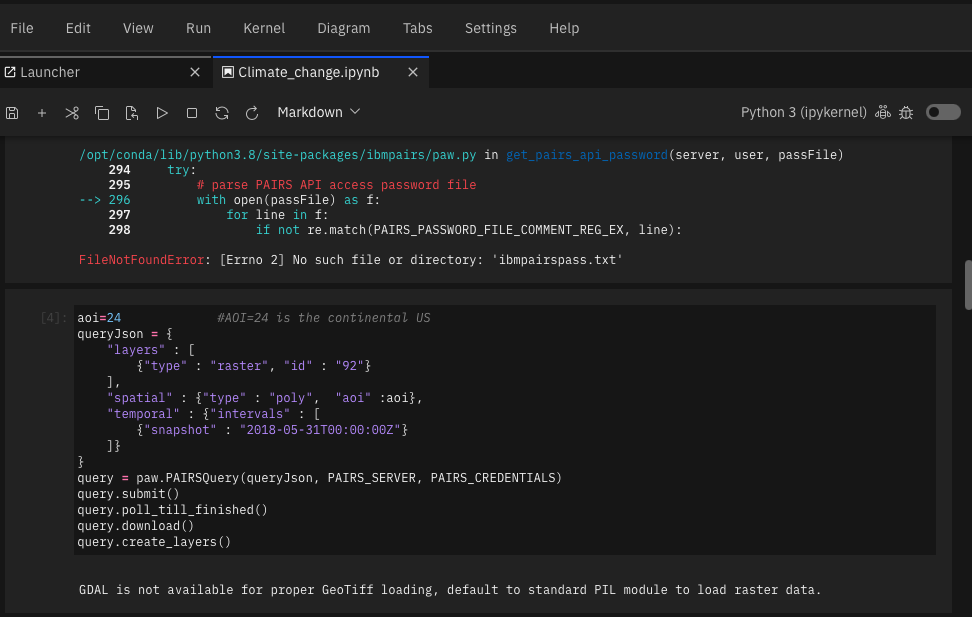 File Edit View Run Kernel Diagram Tabs Settings Help
Launcher Climate_change.ipynb
Markdown Python 3 (ipykernel)
/opt/conda/lib/python3.8/site-packages/ibmpairs/paw.py in get_pairs_api_password(server, user, passFile)
    294     try:
    295         # parse PAIRS API access password file
--> 296         with open(passFile) as f:
    297             for line in f:
    298                 if not re.match(PAIRS_PASSWORD_FILE_COMMENT_REG_EX, line):
FileNotFoundError: [Errno 2] No such file or directory: 'ibmpairspass.txt'
[4]: aoi=24             #AOI=24 is the continental US
queryJson = {
    "layers" : [
        {"type" : "raster", "id" : "92"}
    ],
    "spatial" : {"type" : "poly",  "aoi" :aoi},
    "temporal" : {"intervals" : [
        {"snapshot" : "2018-05-31T00:00:00Z"}
    ]}
}
query = paw.PAIRSQuery(queryJson, PAIRS_SERVER, PAIRS_CREDENTIALS)
query.submit()
query.poll_till_finished()
query.download()
query.create_layers()
GDAL is not available for proper GeoTiff loading, default to standard PIL module to load raster data.